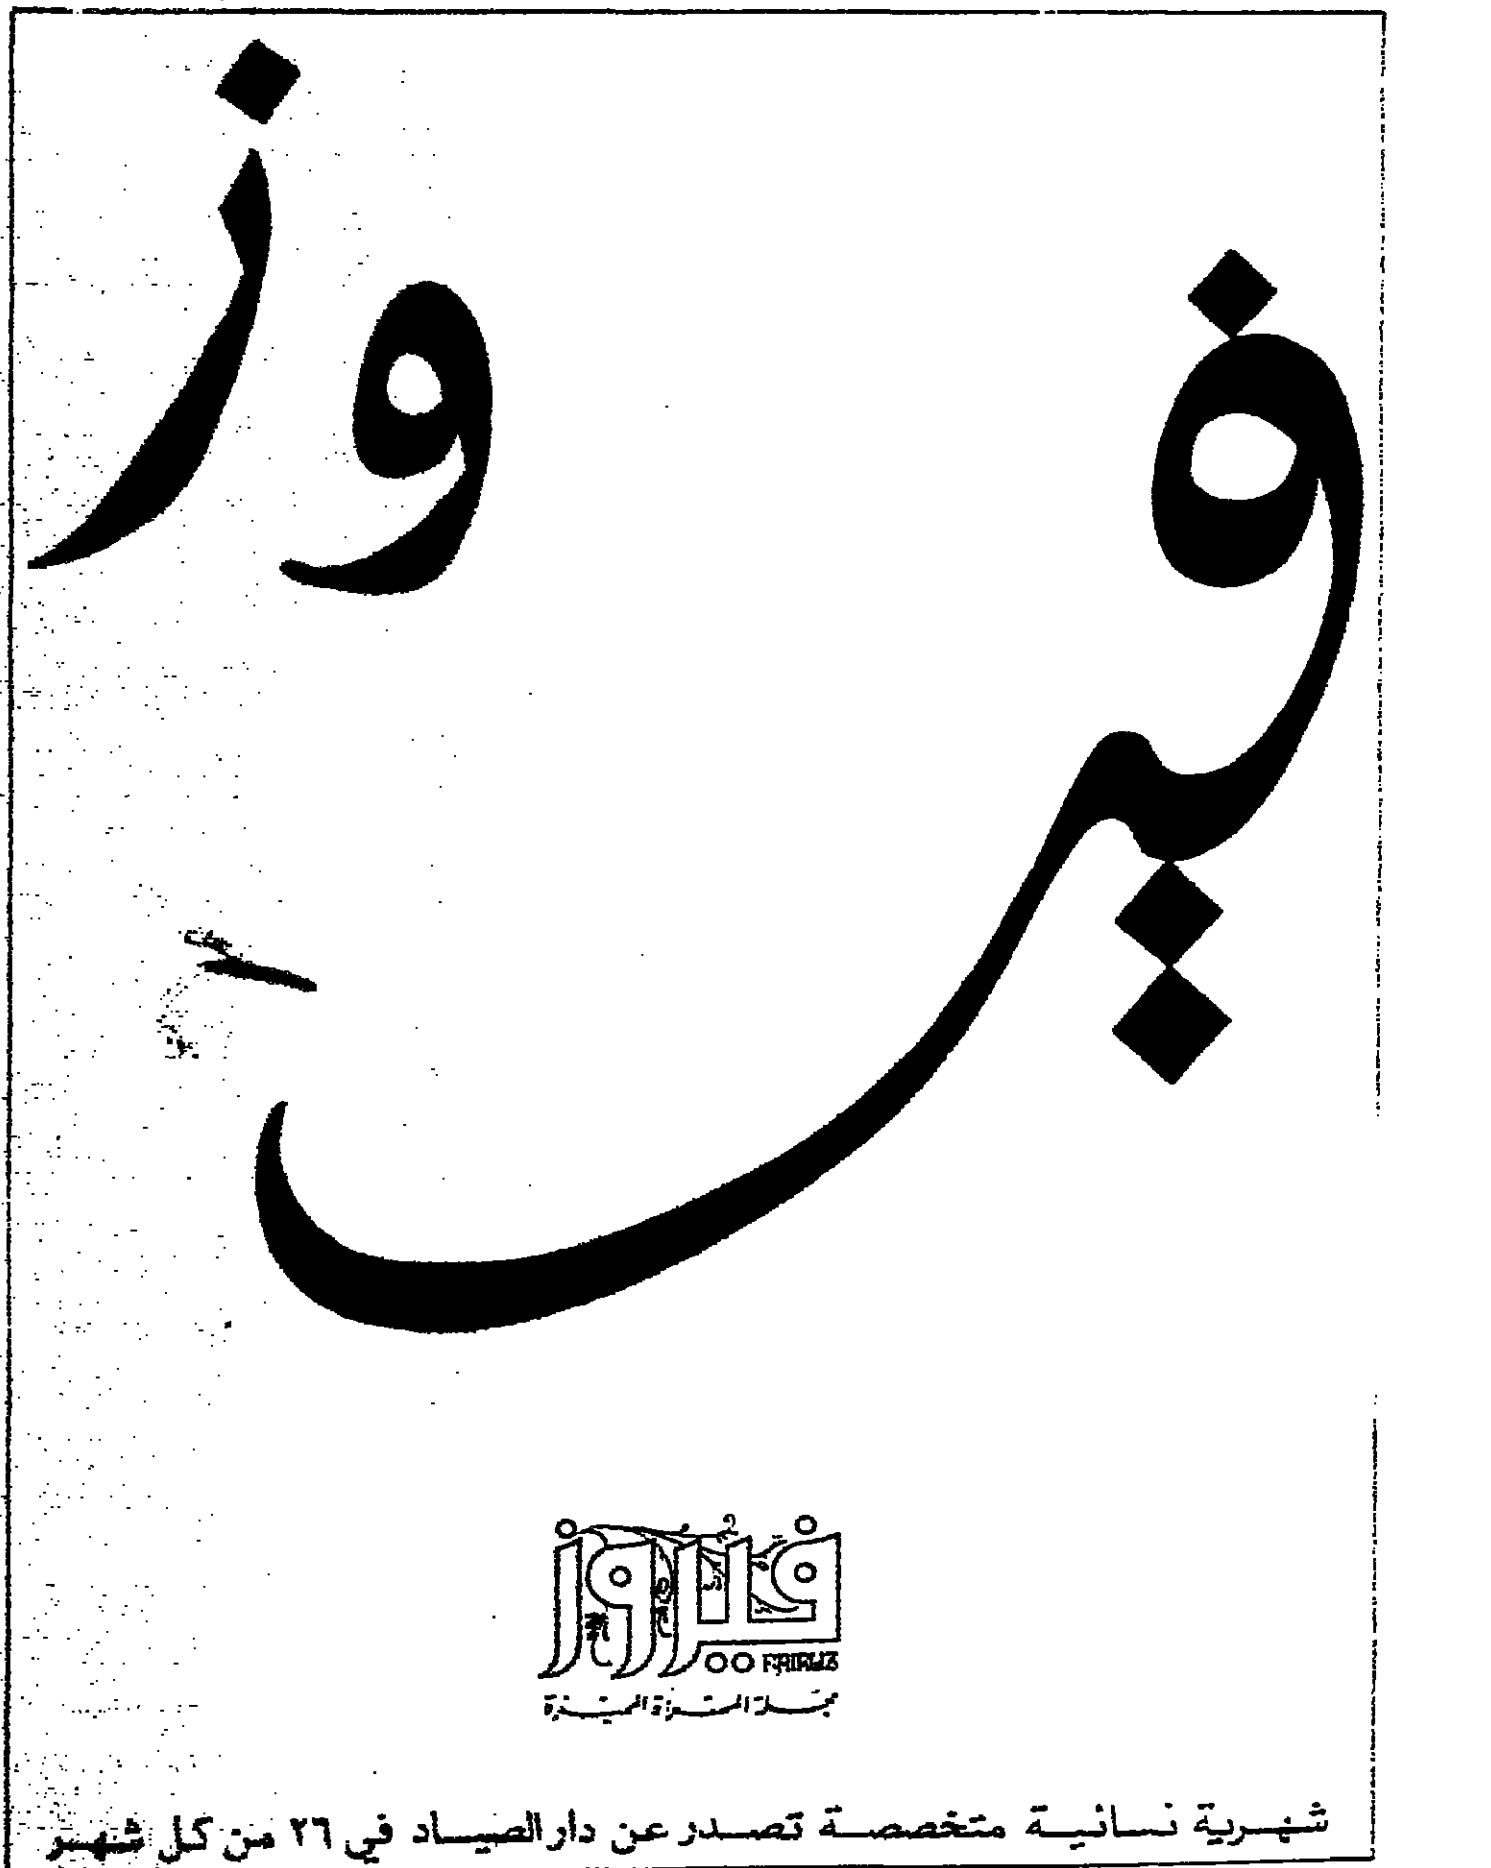 فيروز
فيروز
FAIRUZ
مجلة المرأة المميزة
شهرية نسائية متخصصة تصدر عن دار الصياد في ٢٦ من كل شهر